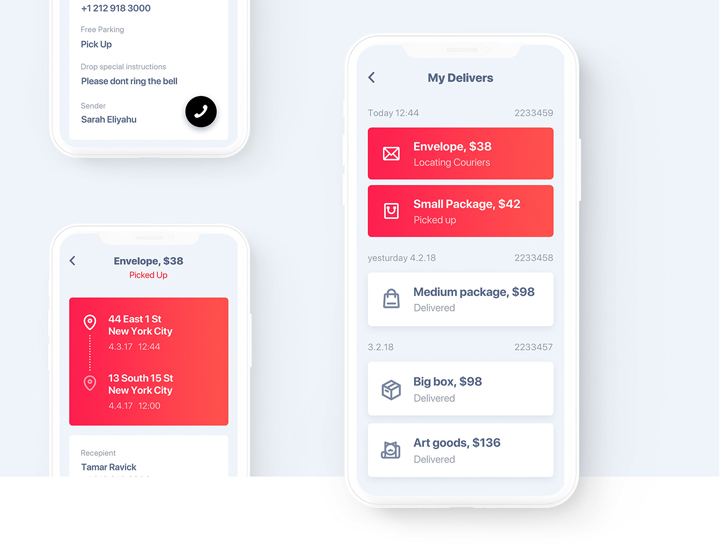 +1 212 918 3000
Free Parking
Pick Up
Drop special instructions
Please dont ring the bell
Sender
Sarah Eliyahu
Envelope, $38
Picked Up
44 East 1 St
New York City
4.3.17 12:44
13 South 15 St
New York City
4.4.17 12:00
Recepient
Tamar Ravick
My Delivers
Today 12:44 2233459
Envelope, $38
Locating Couriers
Small Package, $42
Picked up
yesturday 4.2.18 2233458
Medium package, $98
Delivered
3.2.18 2233457
Big box, $98
Delivered
Art goods, $136
Delivered